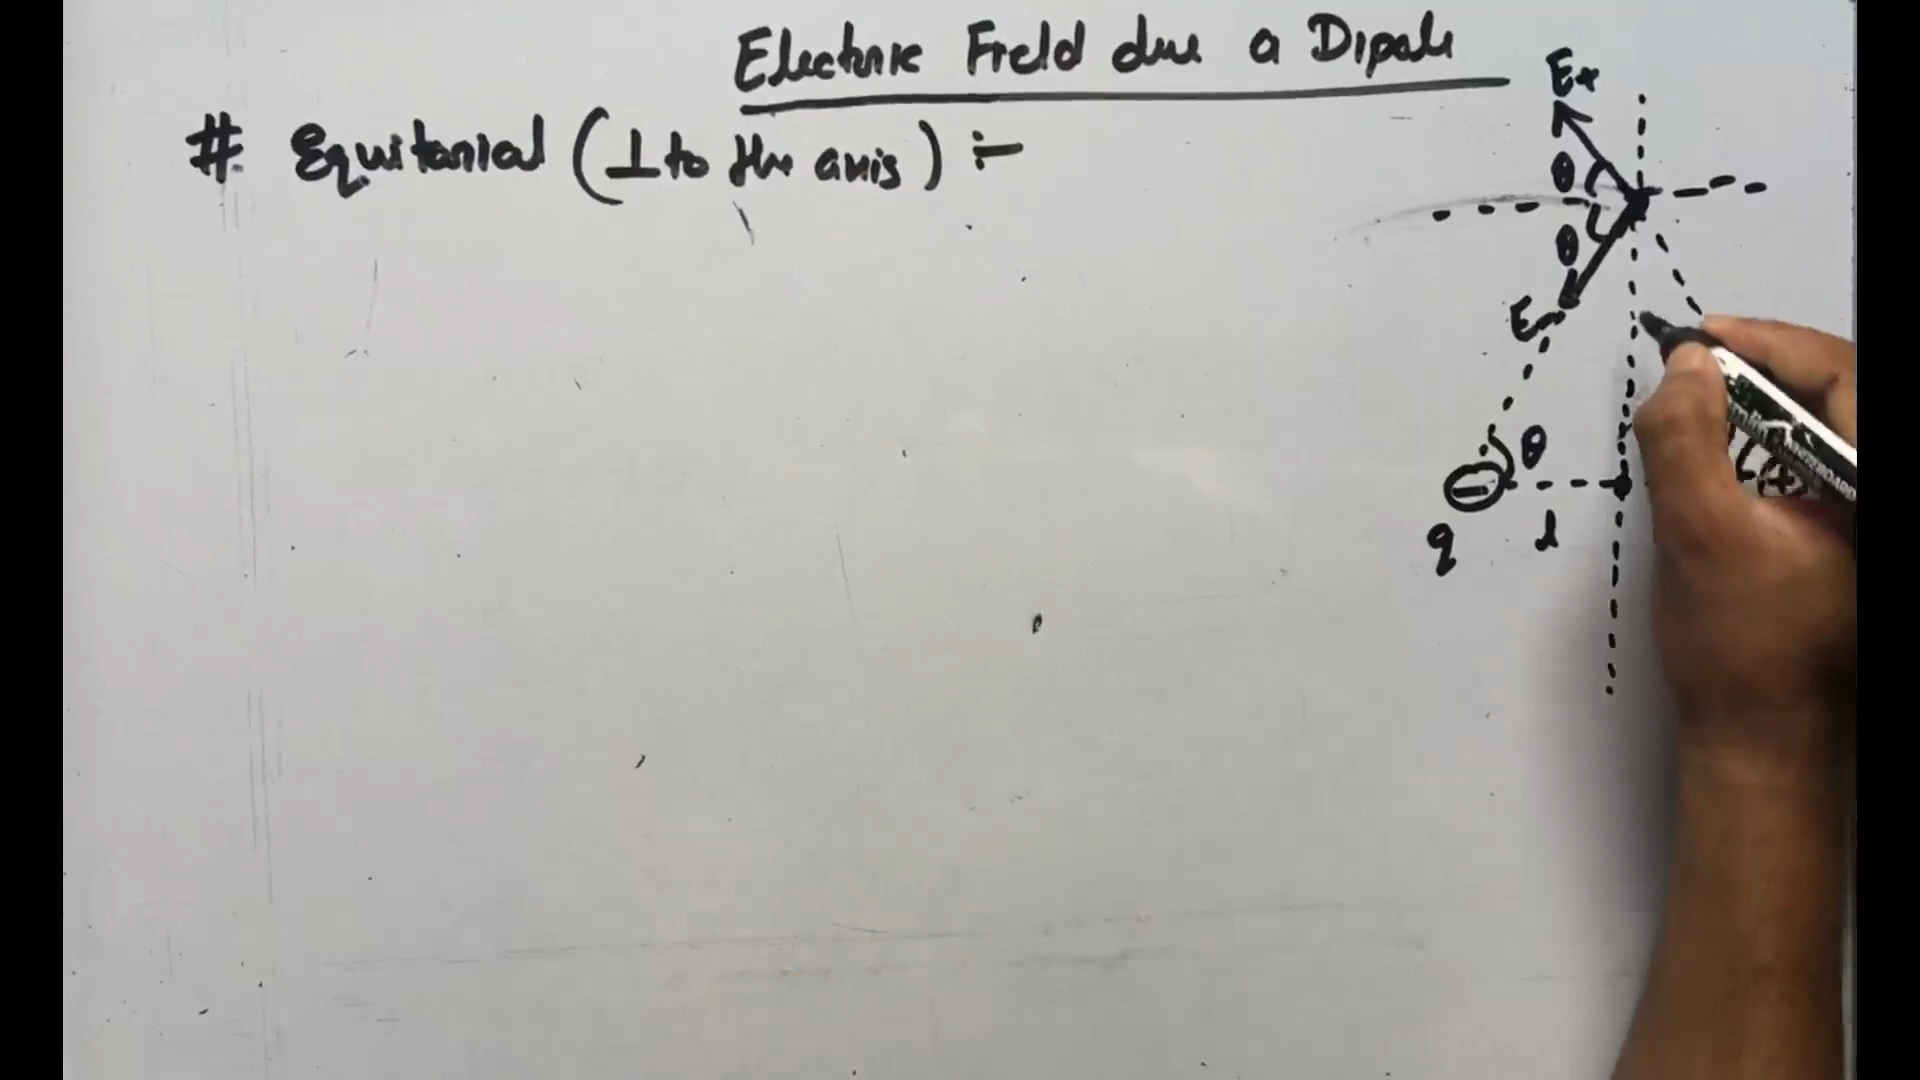 Electric Field due a Dipole
# Equitorial (⊥ to the axis) :-
E+
θ
θ
E-
θ
-
+
q
l